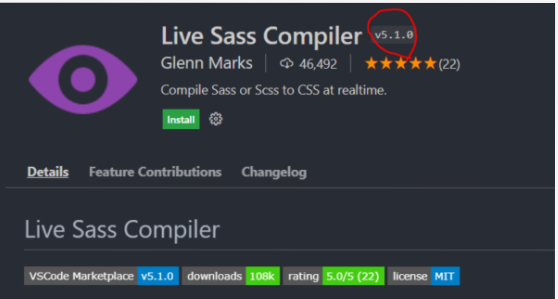 Live Sass Compiler v5.1.0
Glenn Marks 46,492 (22)
Compile Sass or Scss to CSS at realtime.
Install
Details Feature Contributions Changelog
Live Sass Compiler
VSCode Marketplace v5.1.0 downloads 108k rating 5.0/5 (22) license MIT